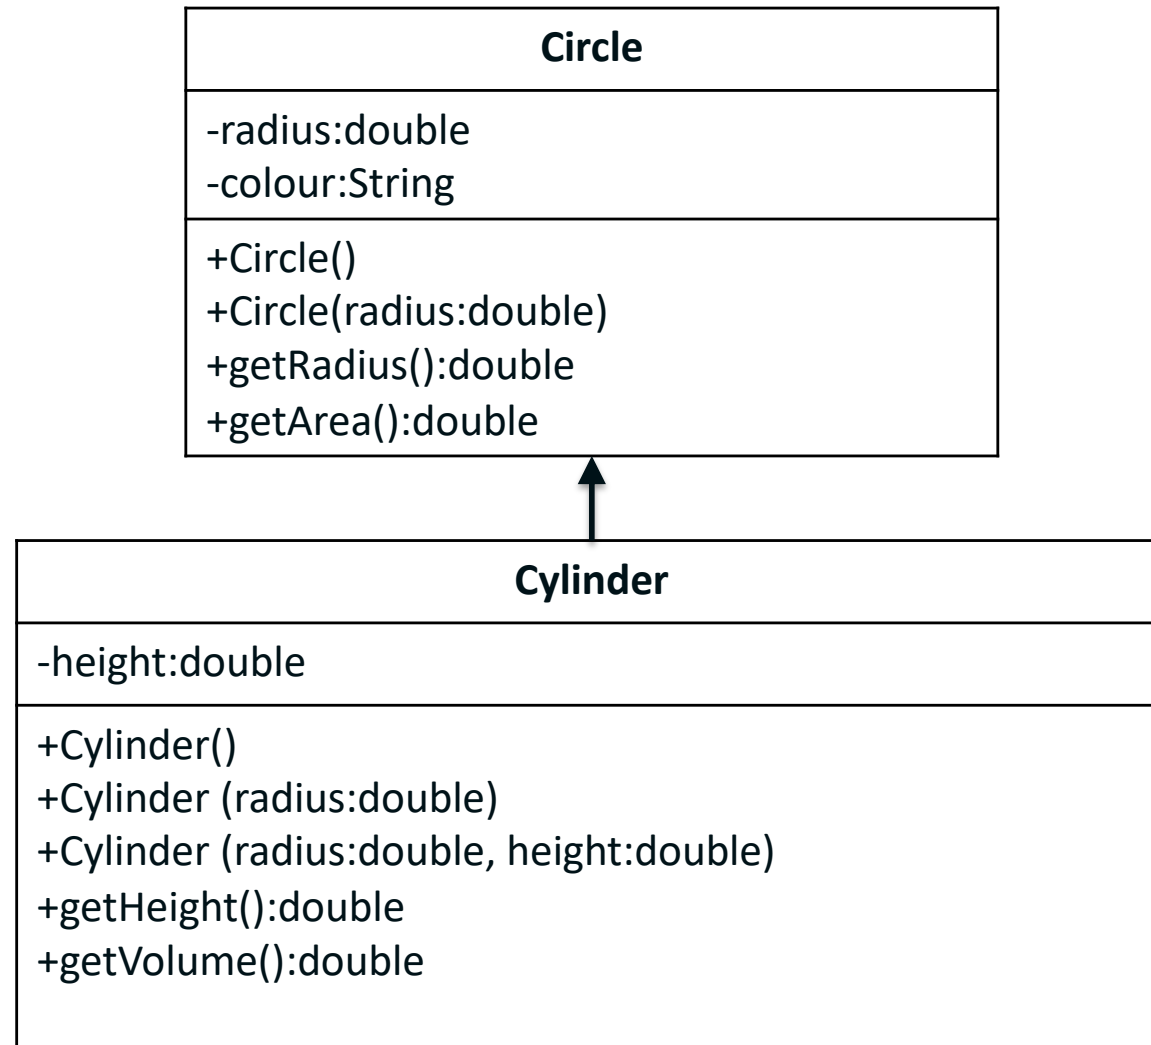 Circle
-radius:double
-colour:String
+Circle()
+Circle(radius:double)
+getRadius():double
+getArea():double
Cylinder
-height:double
+Cylinder()
+Cylinder (radius:double)
+Cylinder (radius:double, height:double)
+getHeight():double
+getVolume():double